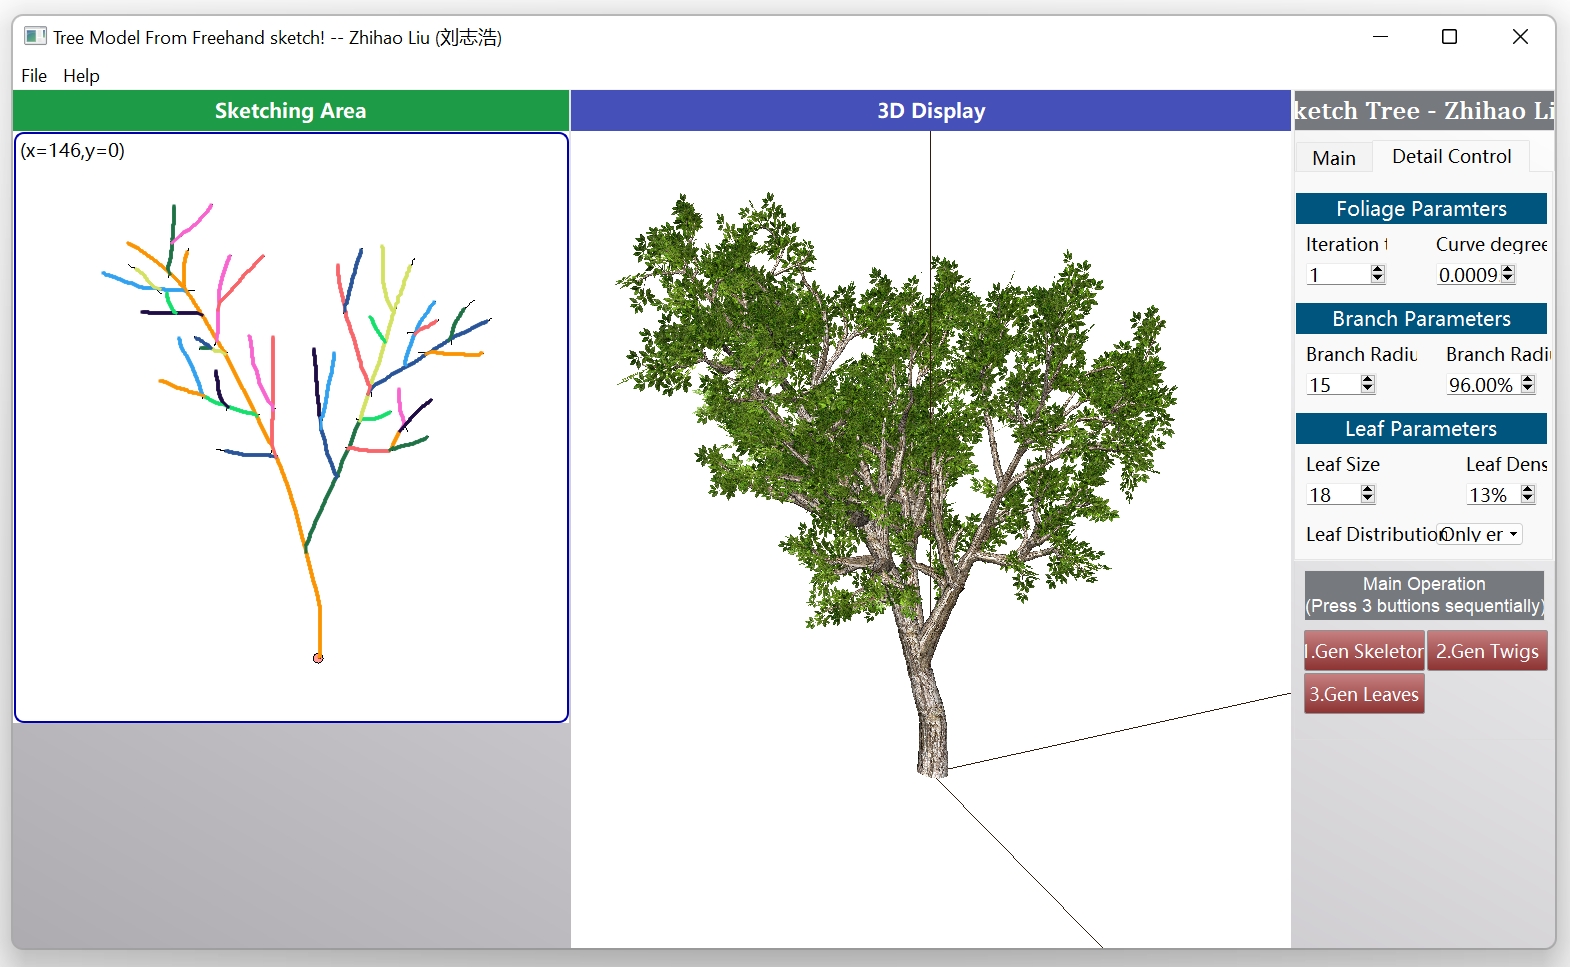 Tree Model From Freehand sketch! -- Zhihao Liu (刘志浩)
File Help
Sketching Area
3D Display
ketch Tree - Zhihao Li
(x=146,y=0)
Main Detail Control
Foliage Paramters
Iteration t Curve degree
1 0.0009
Branch Parameters
Branch Radiu Branch Radi
15 96.00%
Leaf Parameters
Leaf Size Leaf Dens
18 13%
Leaf Distribution Only er
Main Operation
(Press 3 buttions sequentially)
1.Gen Skeletor 2.Gen Twigs
3.Gen Leaves